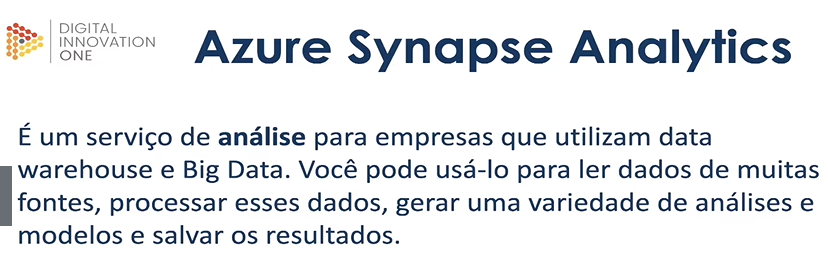 DIGITAL
INNOVATION
ONE
Azure Synapse Analytics
É um serviço de análise para empresas que utilizam data
warehouse e Big Data. Você pode usá-lo para ler dados de muitas
fontes, processar esses dados, gerar uma variedade de análises e
modelos e salvar os resultados.